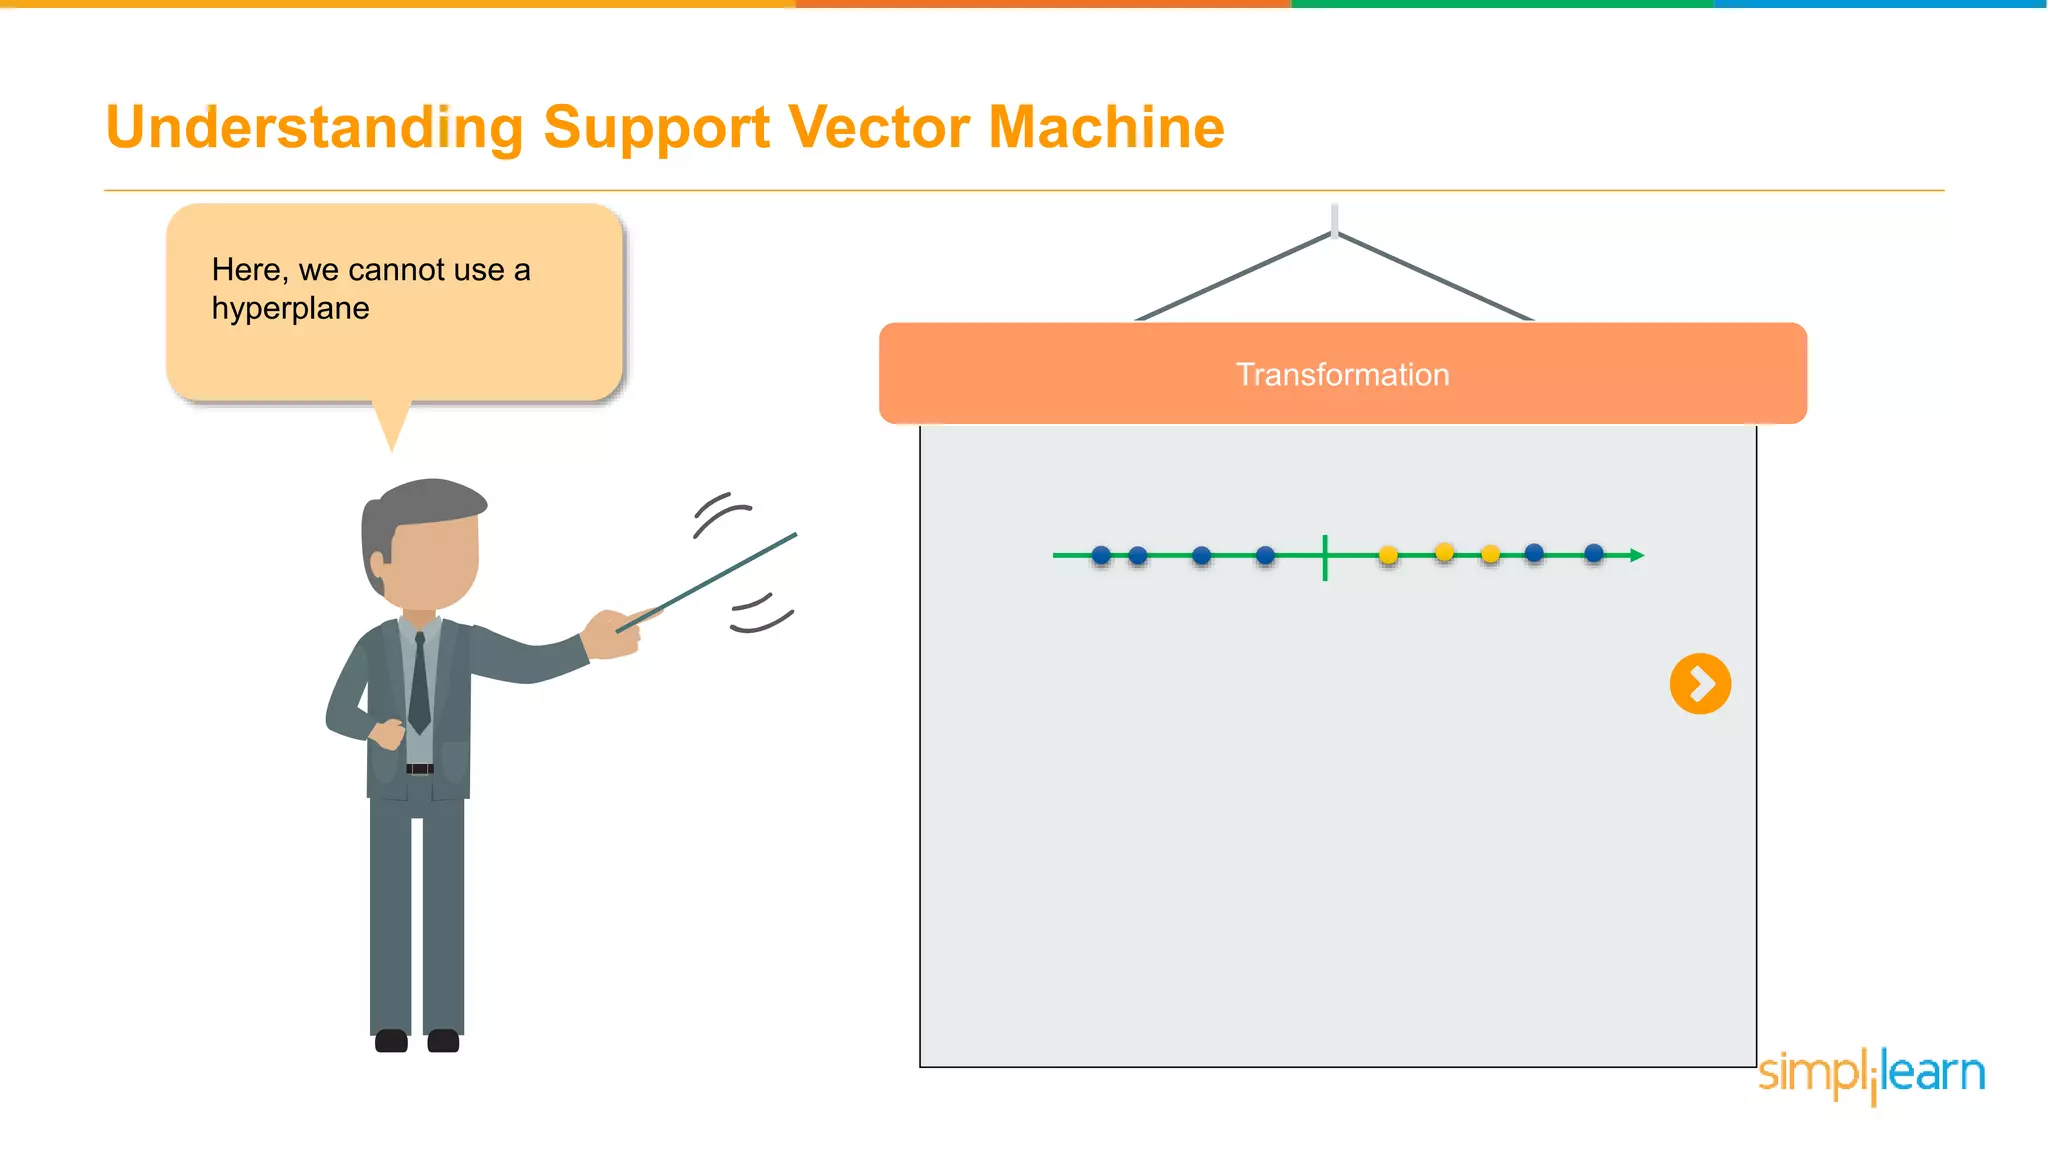 Understanding Support Vector Machine
Here, we cannot use a
hyperplane
Transformation
simplilearn